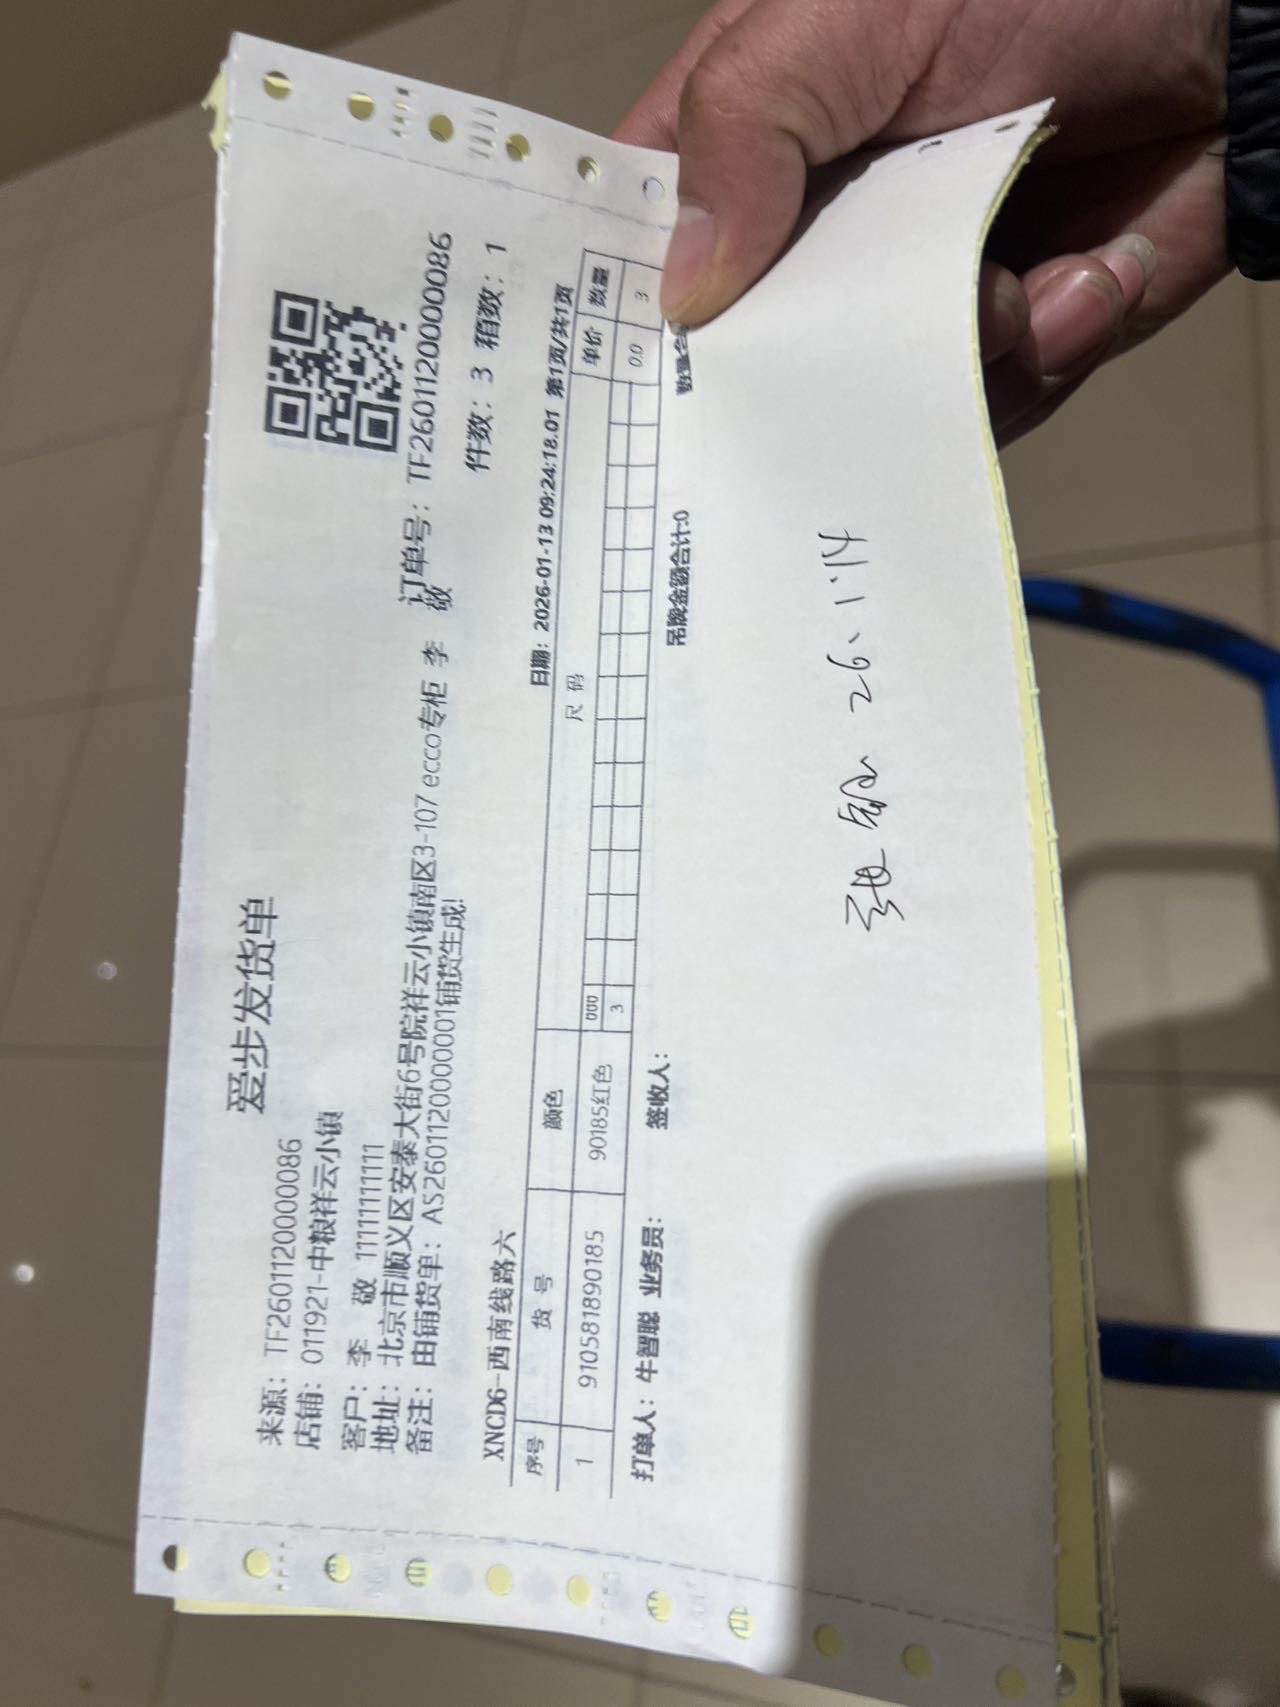 爱步发货单
来源：TF260112000086
店铺：011921-中粮祥云小镇
客户：李 敬 11111111111 订单号：TF260112000086
地址：北京市顺义区安泰大街6号院祥云小镇南区3-107 ecco专柜 李 敬
备注：由铺货单：AS260112000001铺货生成!
件数：3 箱数：1
XNCD6-西南线路六 日期：2026-01-13 09:24:18.01 第1页/共1页
序号 货 号 颜色 尺 码 单价 数量
000
1 910581890185 90185红色 3 0.0 3
打单人：牛智聪 业务员： 签收人： 吊牌金额合计:0 数量合
张敏 26、1.14